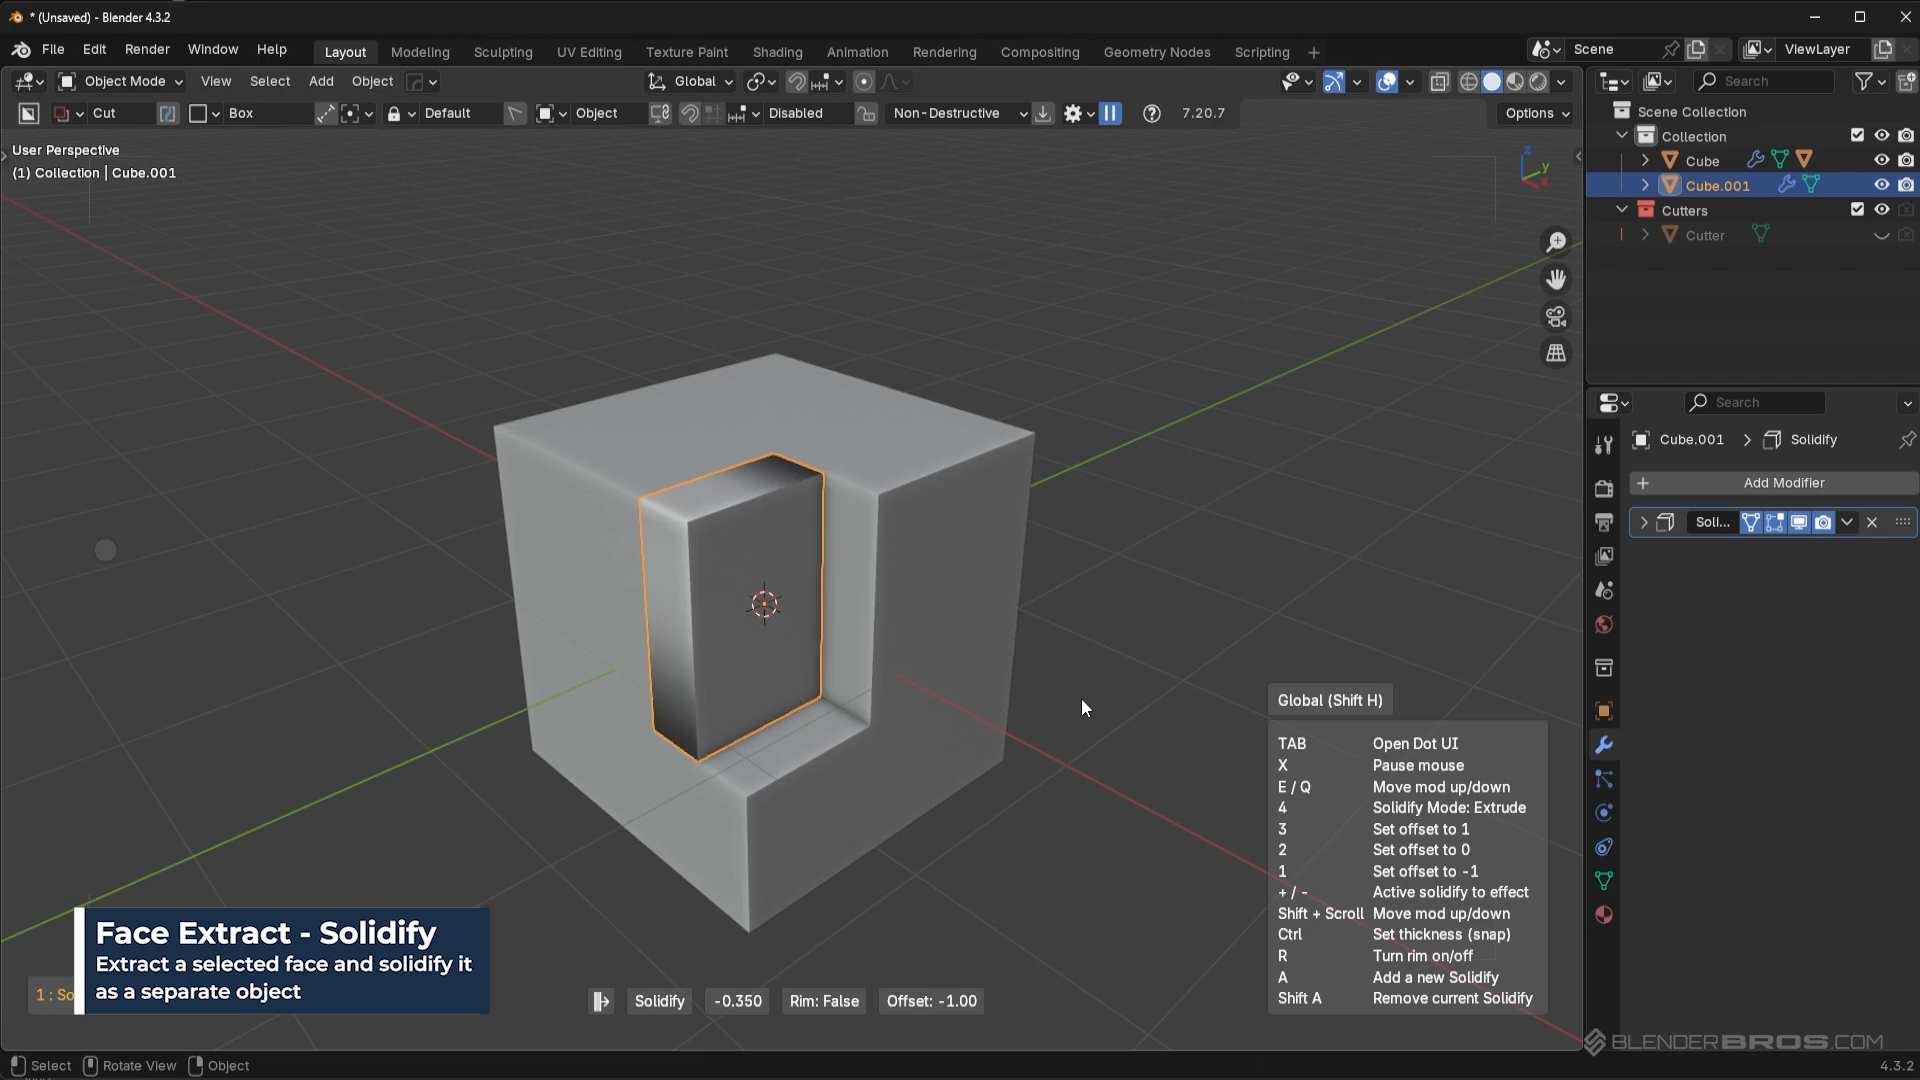 * (Unsaved) - Blender 4.3.2
File Edit Render Window Help
Layout Modeling Sculpting UV Editing Texture Paint Shading Animation Rendering Compositing Geometry Nodes Scripting +
Scene
ViewLayer
Object Mode View Select Add Object
Global
Search
Cut Box Default Object Disabled Non-Destructive 7.20.7 Options
User Perspective
(1) Collection | Cube.001
Z
Y
X
Scene Collection
Collection
Cube
Cube.001
Cutters
Cutter
Search
Cube.001 > Solidify
+ Add Modifier
Soli...
Global (Shift H)
TAB Open Dot UI
X Pause mouse
E / Q Move mod up/down
4 Solidify Mode: Extrude
3 Set offset to 1
2 Set offset to 0
1 Set offset to -1
+ / - Active solidify to effect
Shift + Scroll Move mod up/down
Ctrl Set thickness (snap)
R Turn rim on/off
A Add a new Solidify
Shift A Remove current Solidify
Face Extract - Solidify
Extract a selected face and solidify it
as a separate object
1 : So
Solidify -0.350 Rim: False Offset: -1.00
BLENDERBROS.COM
Select Rotate View Object
4.3.2